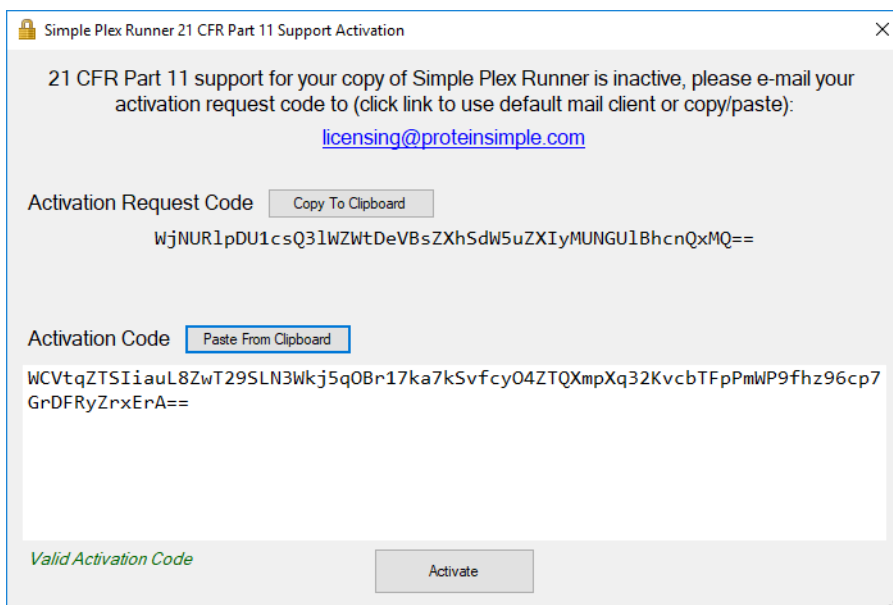 Simple Plex Runner 21 CFR Part 11 Support Activation
21 CFR Part 11 support for your copy of Simple Plex Runner is inactive, please e-mail your
activation request code to (click link to use default mail client or copy/paste):
licensing@proteinsimple.com
Activation Request Code Copy To Clipboard
WjNURlpDU1csQ3lWZWtDeVBsZXhSdW5uZXIyMUNGUlBhcnQxMQ==
Activation Code Paste From Clipboard
WCVtqZTSIiauL8ZwT29SLN3Wkj5qOBr17ka7kSvfcyO4ZTQXmpXq32KvcbTFpPmWP9fhz96cp7
GrDFRyZrxErA==
Valid Activation Code
Activate